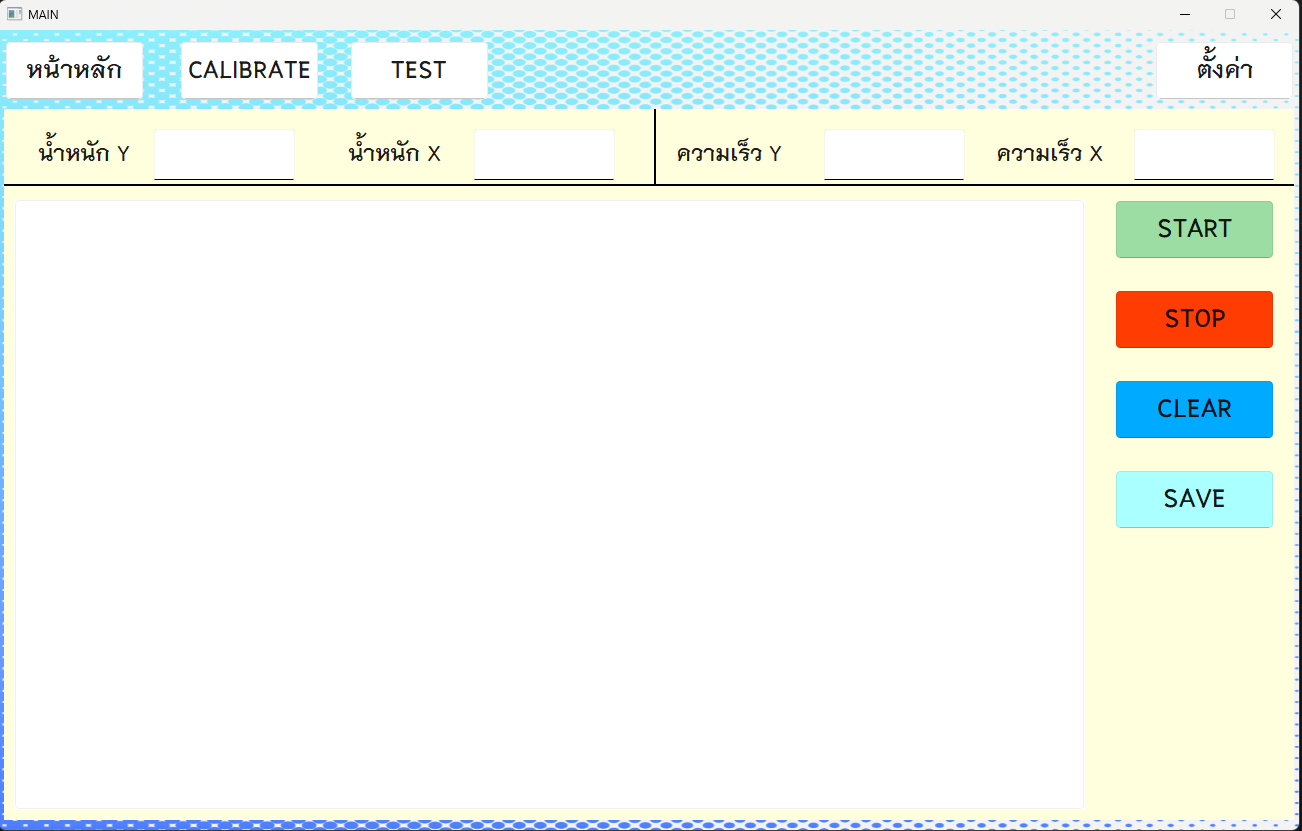 MAIN
หน้าหลัก CALIBRATE TEST ตั้งค่า
น้ำหนัก Y น้ำหนัก X ความเร็ว Y ความเร็ว X
START
STOP
CLEAR
SAVE